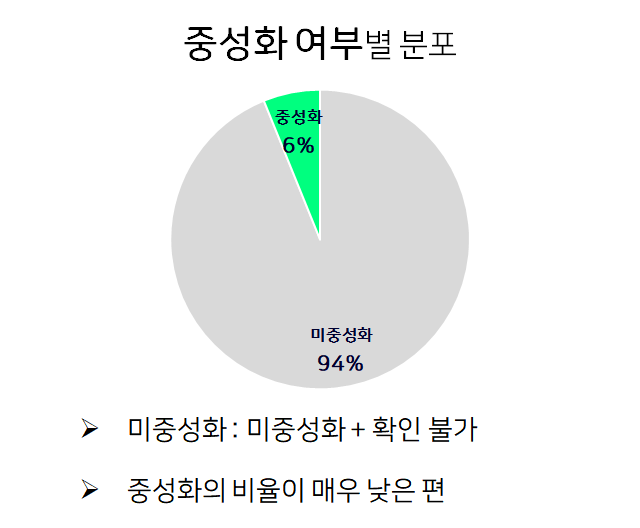 중성화 여부별 분포
중성화
6%
미중성화
94%
➢ 미중성화 : 미중성화 + 확인 불가
➢ 중성화의 비율이 매우 낮은 편